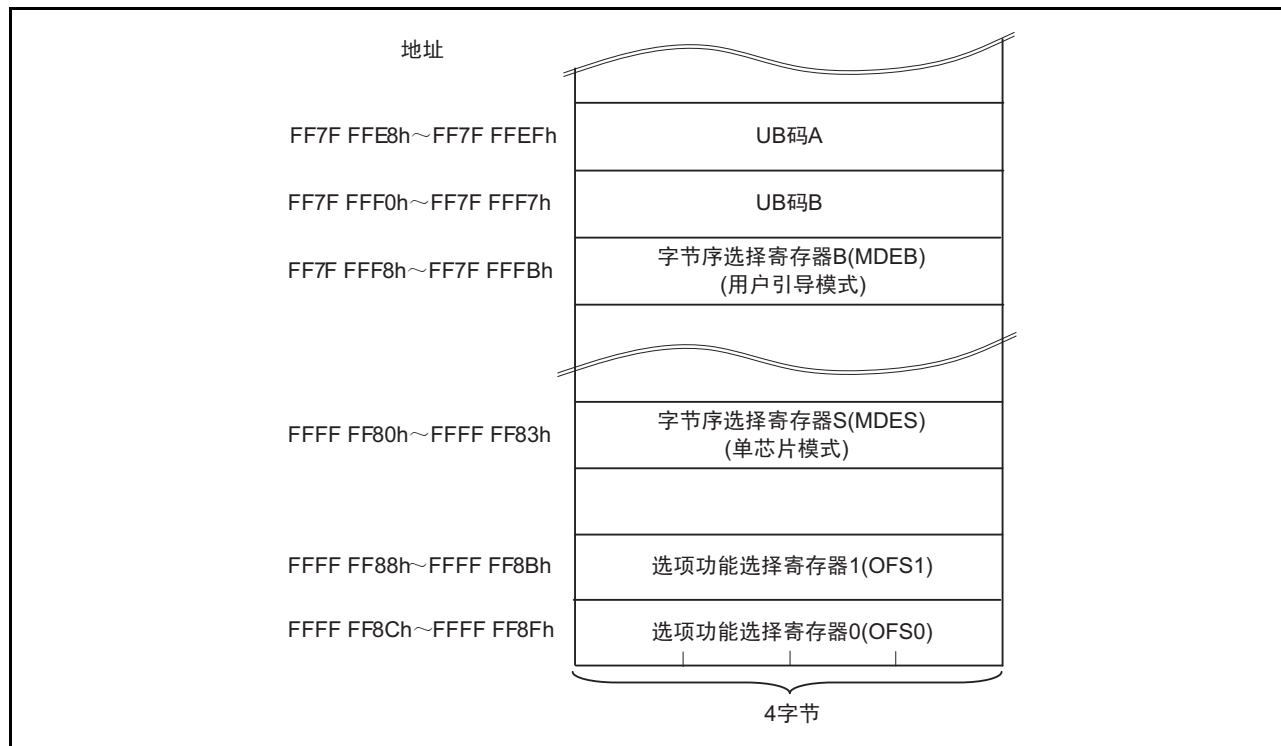 地址
FF7F FFE8h～FF7F FFEFh
UB码A
FF7F FFF0h～FF7F FFF7h
UB码B
FF7F FFF8h～FF7F FFFBh
字节序选择寄存器B(MDEB)
(用户引导模式)
FFFF FF80h～FFFF FF83h
字节序选择寄存器S(MDES)
(单芯片模式)
FFFF FF88h～FFFF FF8Bh
选项功能选择寄存器1(OFS1)
FFFF FF8Ch～FFFF FF8Fh
选项功能选择寄存器0(OFS0)
4字节